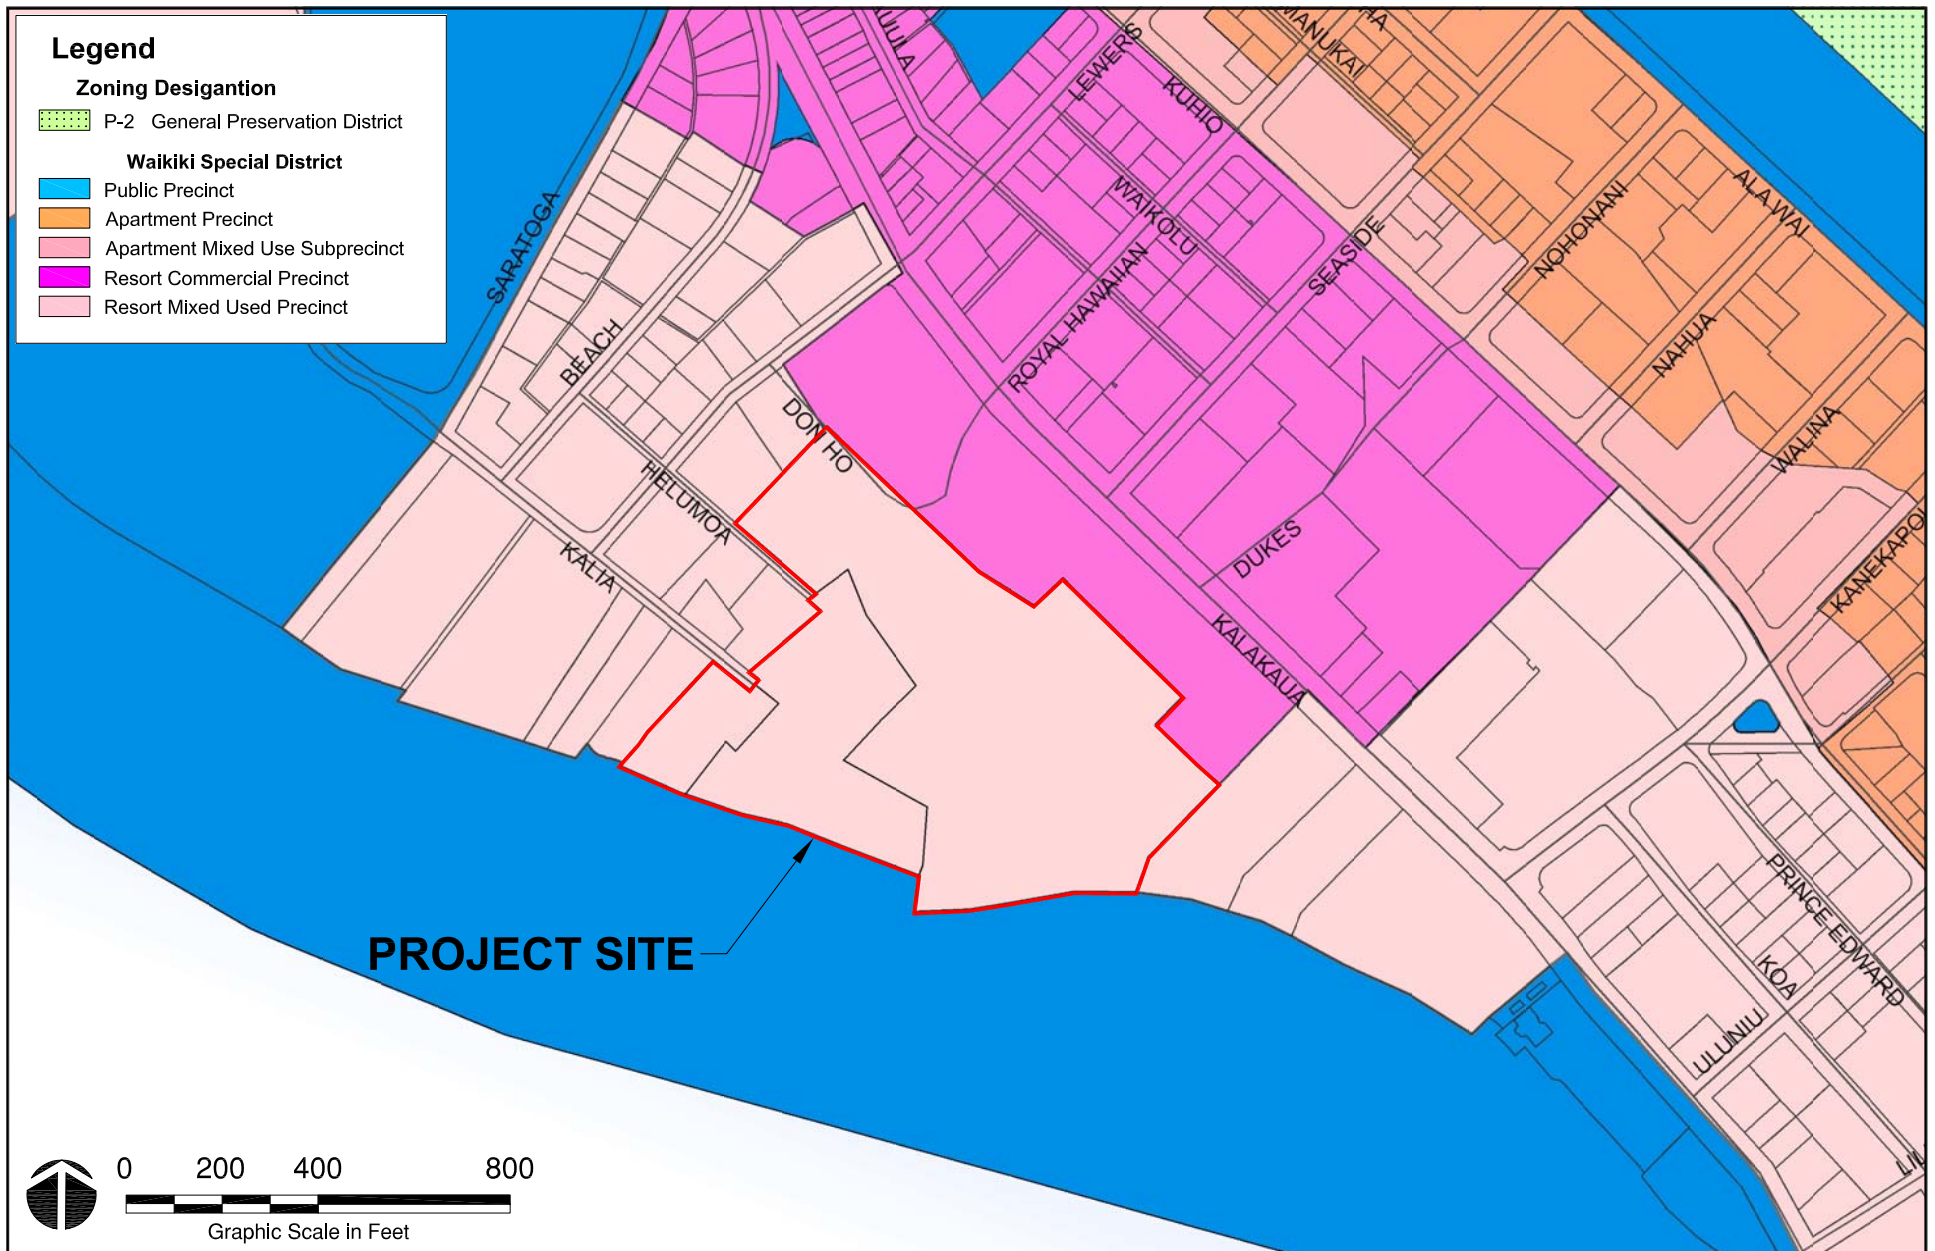 Legend
Zoning Desigantion
P-2 General Preservation District
Waikiki Special District
Public Precinct
Apartment Precinct
Apartment Mixed Use Subprecinct
Resort Commercial Precinct
Resort Mixed Used Precinct
LEWERS
KUHIO
MANUKAI
ALA WAI
WAIKOLU
NOHONANI
SARATOGA
SEASIDE
ROYAL HAWAIIAN
NAHUA
BEACH
DON HO
WALINA
HELUMOA
KALIA
DUKES
KALAKAUA
PRINCE EDWARD
KOA
ULUNIU
PROJECT SITE
0 200 400 800
Graphic Scale in Feet